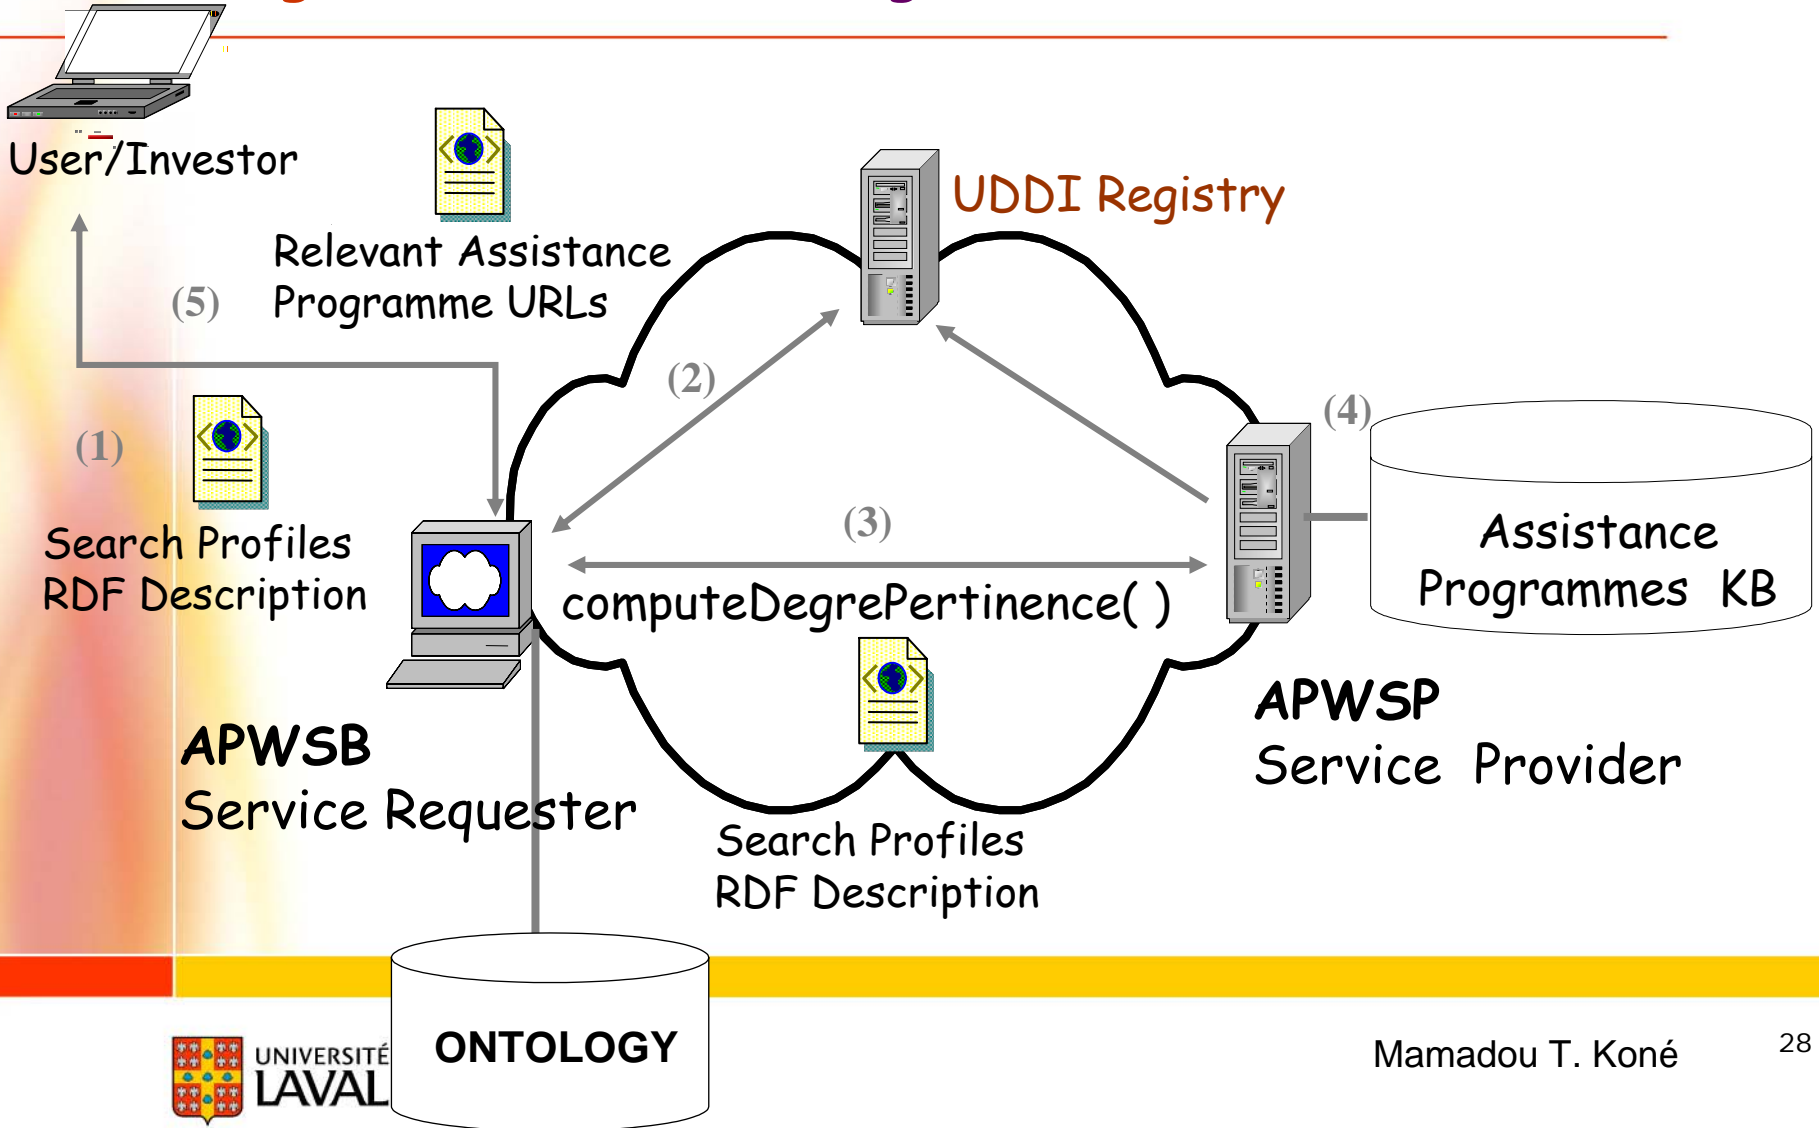 User/Investor
Relevant Assistance
Programme URLs
UDDI Registry
(5)
(2)
(4)
(1)
Search Profiles
RDF Description
(3)
computeDegrePertinence( )
Assistance
Programmes KB
APWSB
Service Requester
APWSP
Service Provider
Search Profiles
RDF Description
ONTOLOGY
UNIVERSITÉ
LAVAL
Mamadou T. Koné
28